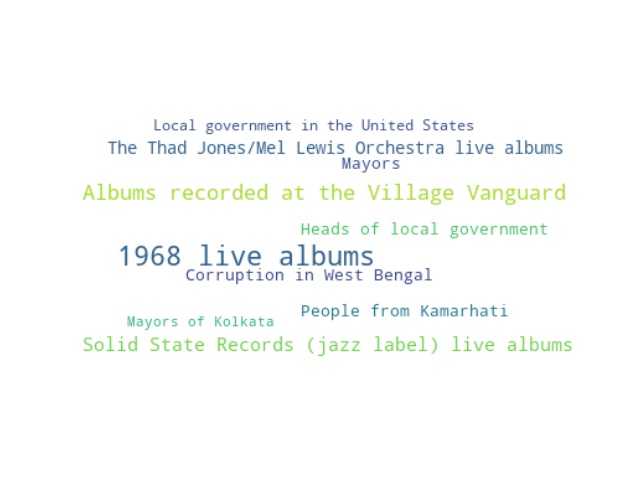 Local government in the United States
The Thad Jones/Mel Lewis Orchestra live albums
Mayors
Albums recorded at the Village Vanguard
Heads of local government
1968 live albums
Corruption in West Bengal
People from Kamarhati
Mayors of Kolkata
Solid State Records (jazz label) live albums